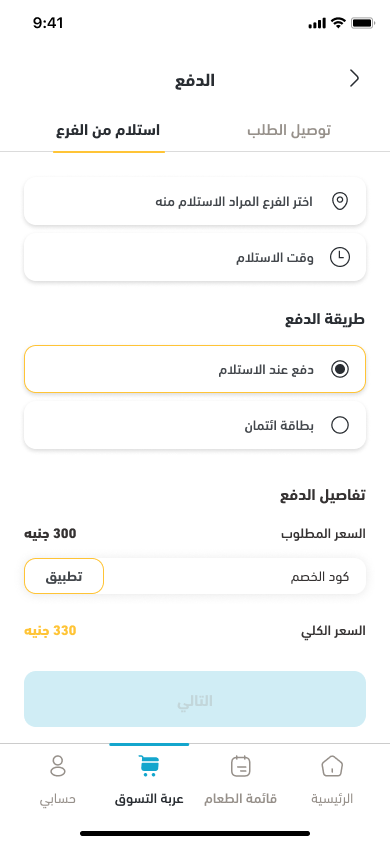 9:41
الدفع
توصيل الطلب
استلام من الفرع
اختر الفرع المراد الاستلام منه
وقت الاستلام
طريقة الدفع
دفع عند الاستلام
بطاقة ائتمان
تفاصيل الدفع
السعر المطلوب
300 جنيه
كود الخصم
تطبيق
السعر الكلي
330 جنيه
التالي
الرئيسية
قائمة الطعام
عربة التسوق
حسابي